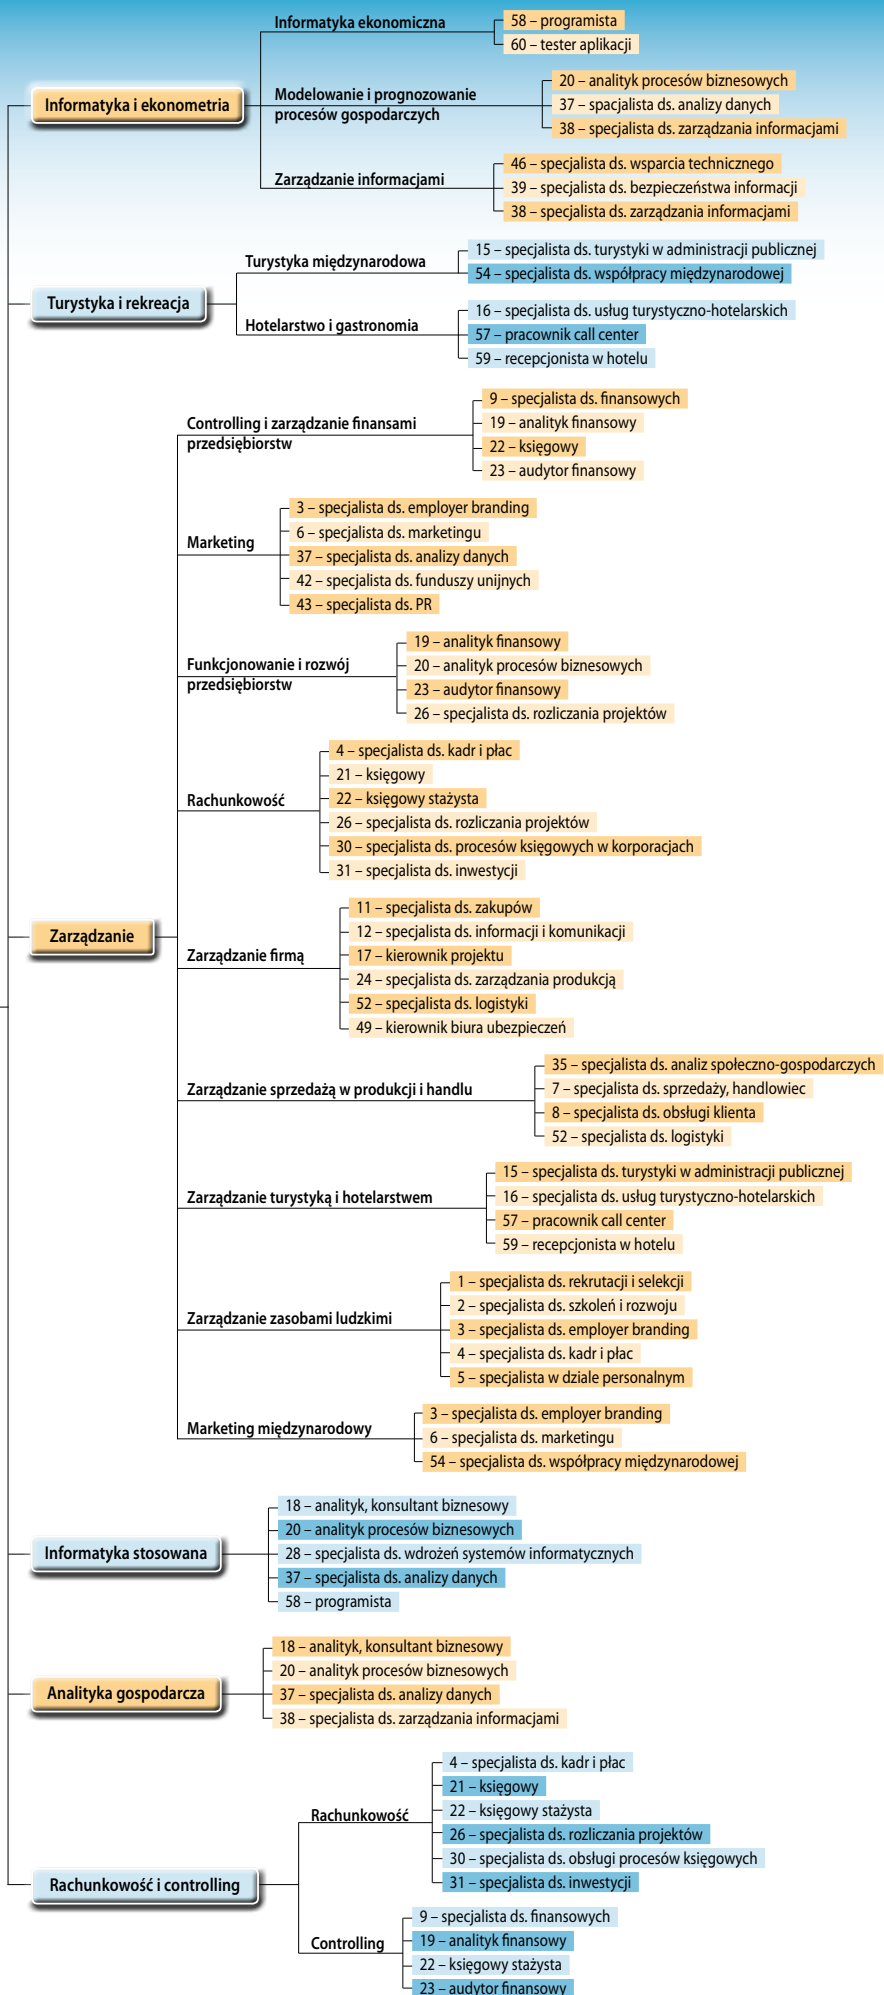 Informatyka i ekonometria
Informatyka ekonomiczna
58 – programista
60 – tester aplikacji
Modelowanie i prognozowanie
procesów gospodarczych
20 – analityk procesów biznesowych
37 – spacjalista ds. analizy danych
38 – specjalista ds. zarządzania informacjami
Zarządzanie informacjami
46 – specjalista ds. wsparcia technicznego
39 – specjalista ds. bezpieczeństwa informacji
38 – specjalista ds. zarządzania informacjami
Turystyka i rekreacja
Turystyka międzynarodowa
15 – specjalista ds. turystyki w administracji publicznej
54 – specjalista ds. współpracy międzynarodowej
Hotelarstwo i gastronomia
16 – specjalista ds. usług turystyczno-hotelarskich
57 – pracownik call center
59 – recepcjonista w hotelu
Zarządzanie
Controlling i zarządzanie finansami
przedsiębiorstw
9 – specjalista ds. finansowych
19 – analityk finansowy
22 – księgowy
23 – audytor finansowy
Marketing
3 – specjalista ds. employer branding
6 – specjalista ds. marketingu
37 – specjalista ds. analizy danych
42 – specjalista ds. funduszy unijnych
43 – specjalista ds. PR
Funkcjonowanie i rozwój
przedsiębiorstw
19 – analityk finansowy
20 – analityk procesów biznesowych
23 – audytor finansowy
26 – specjalista ds. rozliczania projektów
Rachunkowość
4 – specjalista ds. kadr i płac
21 – księgowy
22 – księgowy stażysta
26 – specjalista ds. rozliczania projektów
30 – specjalista ds. procesów księgowych w korporacjach
31 – specjalista ds. inwestycji
Zarządzanie firmą
11 – specjalista ds. zakupów
12 – specjalista ds. informacji i komunikacji
17 – kierownik projektu
24 – specjalista ds. zarządzania produkcją
52 – specjalista ds. logistyki
49 – kierownik biura ubezpieczeń
Zarządzanie sprzedażą w produkcji i handlu
35 – specjalista ds. analiz społeczno-gospodarczych
7 – specjalista ds. sprzedaży, handlowiec
8 – specjalista ds. obsługi klienta
52 – specjalista ds. logistyki
Zarządzanie turystyką i hotelarstwem
15 – specjalista ds. turystyki w administracji publicznej
16 – specjalista ds. usług turystyczno-hotelarskich
57 – pracownik call center
59 – recepcjonista w hotelu
Zarządzanie zasobami ludzkimi
1 – specjalista ds. rekrutacji i selekcji
2 – specjalista ds. szkoleń i rozwoju
3 – specjalista ds. employer branding
4 – specjalista ds. kadr i płac
5 – specjalista w dziale personalnym
Marketing międzynarodowy
3 – specjalista ds. employer branding
6 – specjalista ds. marketingu
54 – specjalista ds. współpracy międzynarodowej
Informatyka stosowana
18 – analityk, konsultant biznesowy
20 – analityk procesów biznesowych
28 – specjalista ds. wdrożeń systemów informatycznych
37 – specjalista ds. analizy danych
58 – programista
Analityka gospodarcza
18 – analityk, konsultant biznesowy
20 – analityk procesów biznesowych
37 – specjalista ds. analizy danych
38 – specjalista ds. zarządzania informacjami
Rachunkowość i controlling
Rachunkowość
4 – specjalista ds. kadr i płac
21 – księgowy
22 – księgowy stażysta
26 – specjalista ds. rozliczania projektów
30 – specjalista ds. obsługi procesów księgowych
31 – specjalista ds. inwestycji
Controlling
9 – specjalista ds. finansowych
19 – analityk finansowy
22 – księgowy stażysta
23 – audytor finansowy